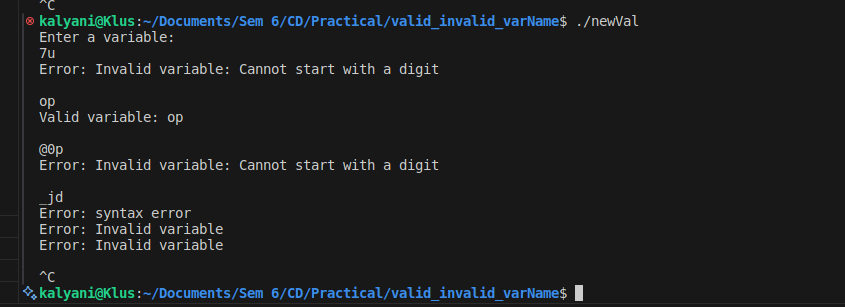 ^C
kalyani@Klus:~/Documents/Sem 6/CD/Practical/valid_invalid_varName$ ./newVal
Enter a variable:
7u
Error: Invalid variable: Cannot start with a digit
op
Valid variable: op
@0p
Error: Invalid variable: Cannot start with a digit
_jd
Error: syntax error
Error: Invalid variable
Error: Invalid variable
^C
kalyani@Klus:~/Documents/Sem 6/CD/Practical/valid_invalid_varName$